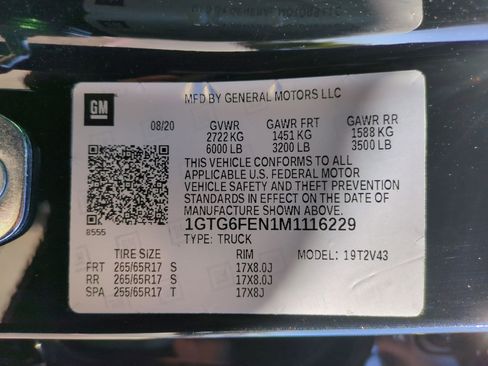 GM
MFD BY GENERAL MOTORS LLC
08/20 GVWR GAWR FRT GAWR RR
2722 KG 1451 KG 1588 KG
6000 LB 3200 LB 3500 LB
THIS VEHICLE CONFORMS TO ALL
APPLICABLE U.S. FEDERAL MOTOR
VEHICLE SAFETY AND THEFT PREVENTION
STANDARDS IN EFFECT ON THE DATE OF
MANUFACTURE SHOWN ABOVE.
8555
1GTG6FEN1M1116229
TYPE: TRUCK
TIRE SIZE RIM MODEL: 19T2V43
FRT 265/65R17 S 17X8.0J
RR 265/65R17 S 17X8.0J
SPA 255/65R17 T 17X8J